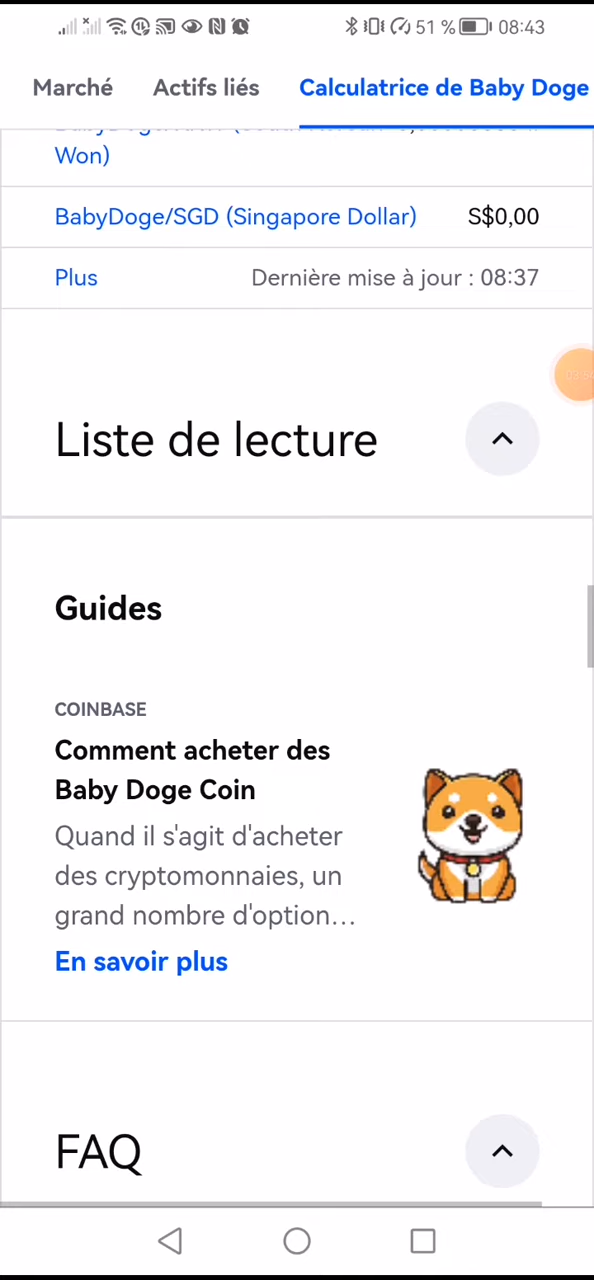 51 % 08:43
Marché Actifs liés Calculatrice de Baby Doge
Won)
BabyDoge/SGD (Singapore Dollar) S$0,00
Plus Dernière mise à jour : 08:37
Liste de lecture
Guides
COINBASE
Comment acheter des
Baby Doge Coin
Quand il s'agit d'acheter
des cryptomonnaies, un
grand nombre d'option...
En savoir plus
FAQ